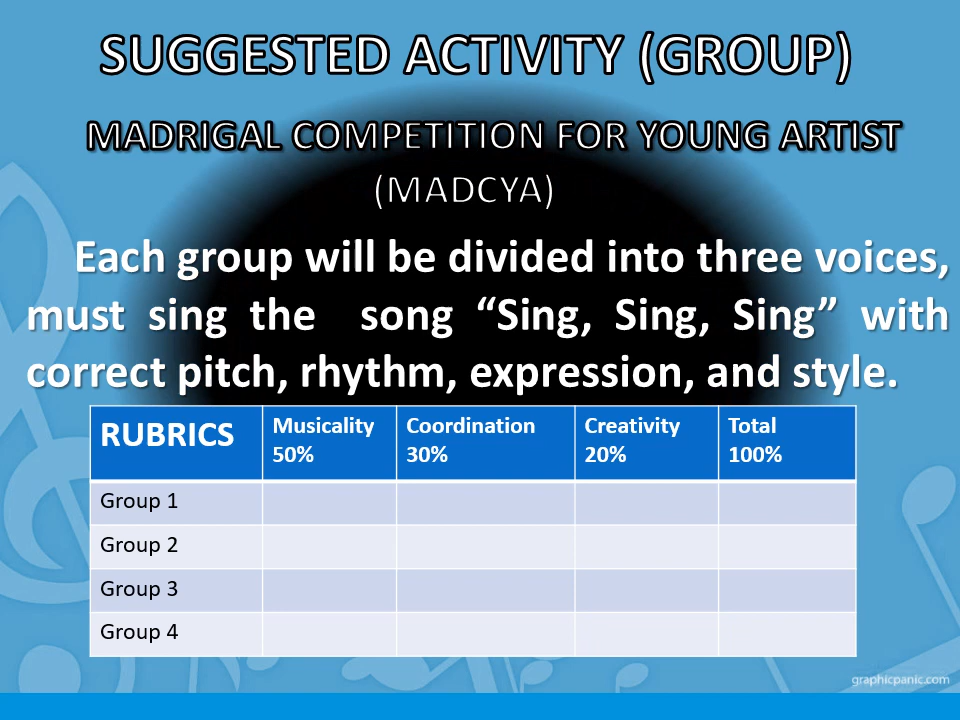 SUGGESTED ACTIVITY (GROUP)
MADRIGAL COMPETITION FOR YOUNG ARTIST
(MADCYA)
Each group will be divided into three voices,
must sing the song “Sing, Sing, Sing” with
correct pitch, rhythm, expression, and style.
RUBRICS Musicality 50% Coordination 30% Creativity 20% Total 100%
Group 1
Group 2
Group 3
Group 4
graphicpanic.com